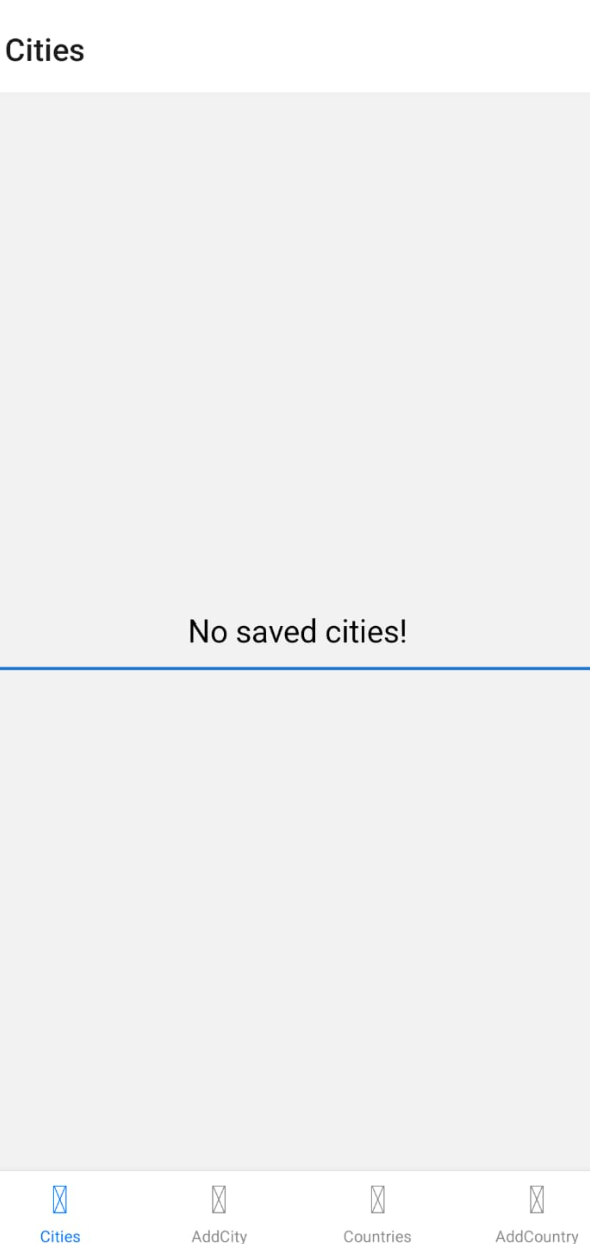 Cities
No saved cities!
Cities
AddCity
Countries
AddCountry